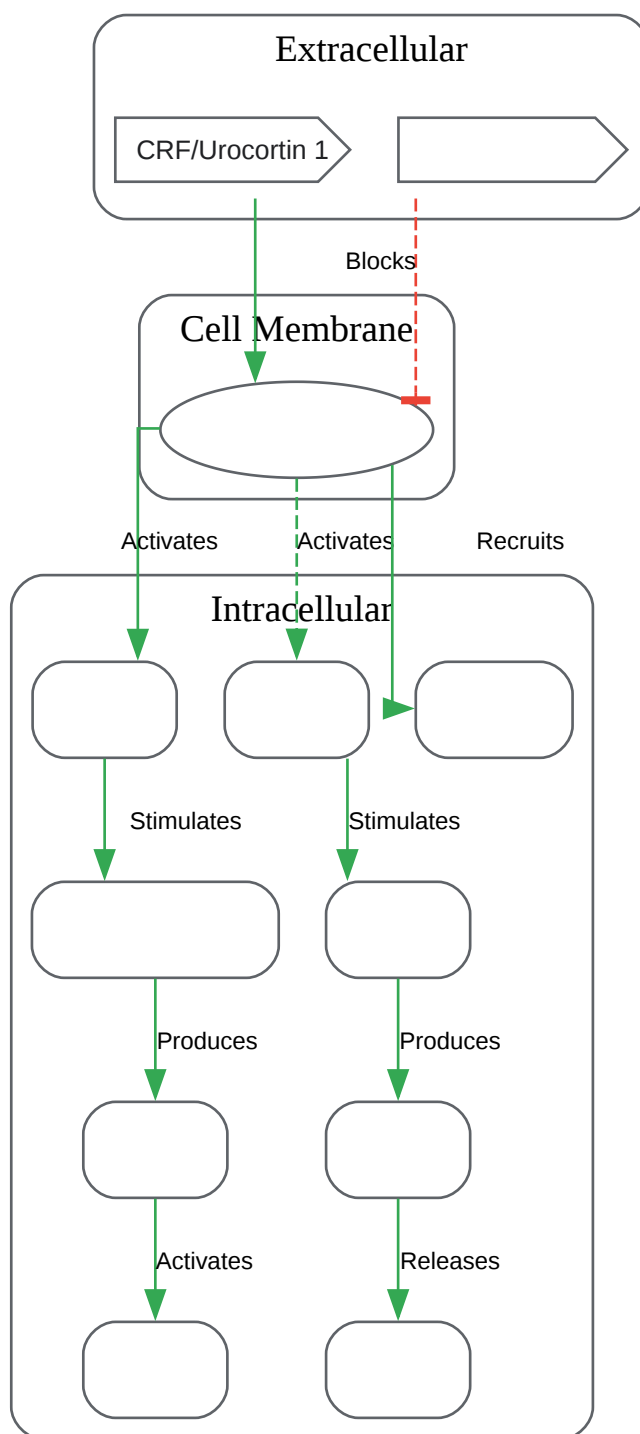 Extracellular
CRF/Urocortin 1
Blocks
Cell Membrane
Activates
Activates
Recruits
Intracellular
Stimulates
Stimulates
Produces
Produces
Activates
Releases